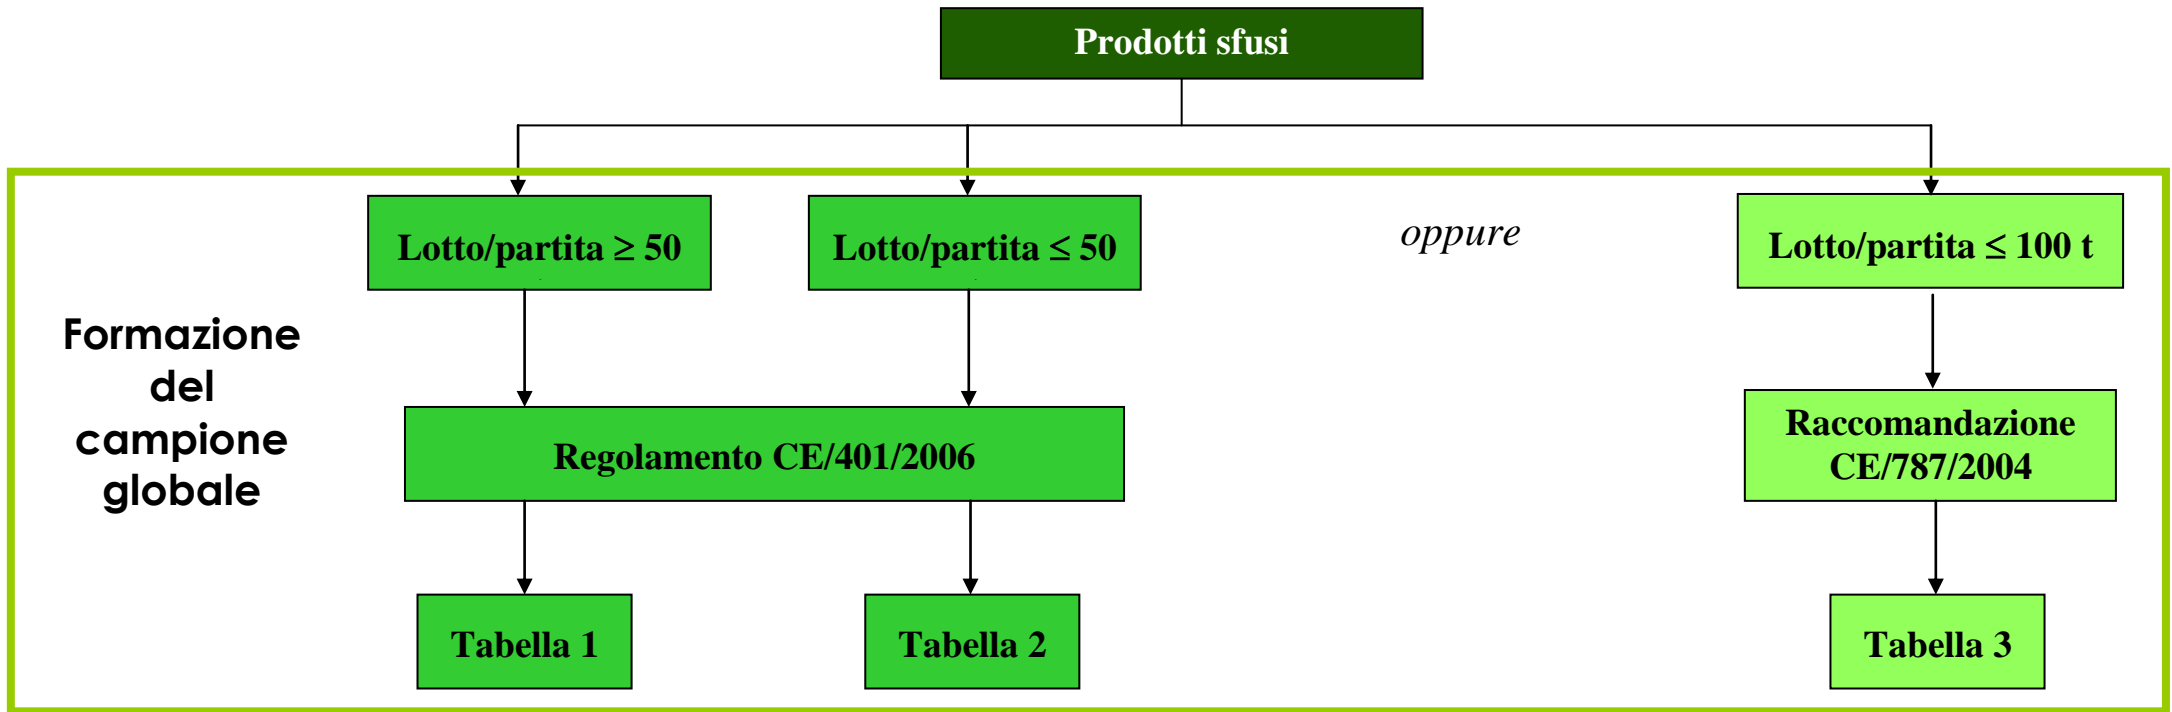 Prodotti sfusi
Lotto/partita ≥ 50
Lotto/partita ≤ 50
oppure
Lotto/partita ≤ 100 t
Formazione
del
campione
globale
Regolamento CE/401/2006
Raccomandazione
CE/787/2004
Tabella 1
Tabella 2
Tabella 3